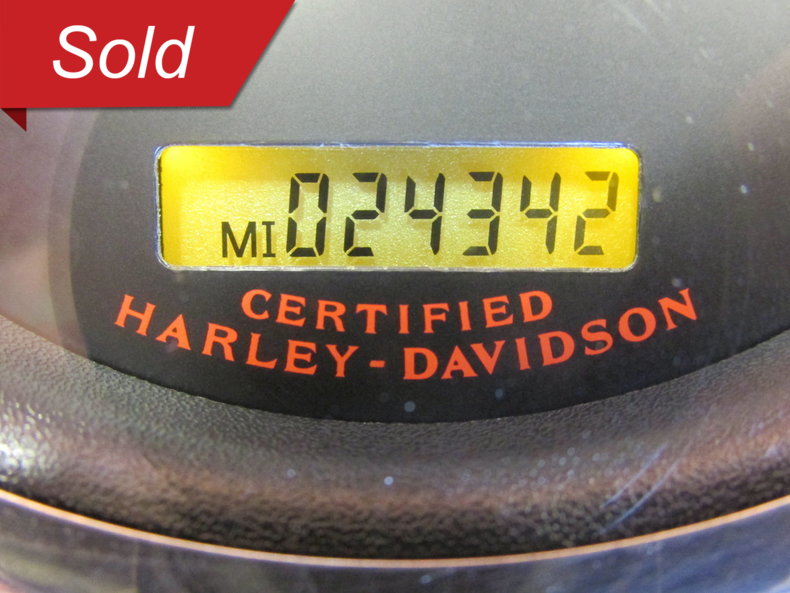 Sold
MI 024342
CERTIFIED
HARLEY-DAVIDSON